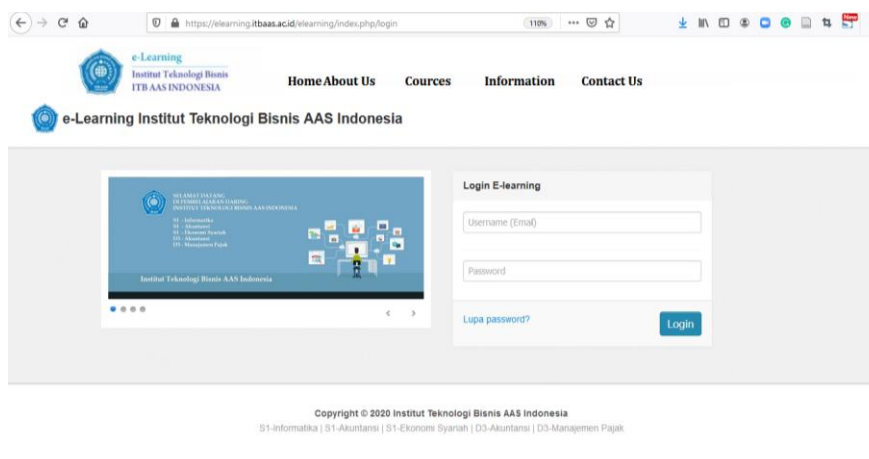 https://elearning.itbaas.ac.id/elearning/index.php/login
110%
New
e-Learning
Institut Teknologi Bisnis
ITB AAS INDONESIA
Home About Us Cources Information Contact Us
e-Learning Institut Teknologi Bisnis AAS Indonesia
SELAMAT DATANG
DI PEMBELAJARAN DARING
INSTITUT TEKNOLOGI BISNIS AAS INDONESIA
S1 - Informatika
S1 - Akuntansi
S1 - Ekonomi Syariah
D3 - Akuntansi
D3 - Manajemen Pajak
Institut Teknologi Bisnis AAS Indonesia
Login E-learning
Username (Email)
Password
Lupa password?
Login
Copyright © 2020 Institut Teknologi Bisnis AAS Indonesia
S1-Informatika | S1-Akuntansi | S1-Ekonomi Syariah | D3-Akuntansi | D3-Manajemen Pajak